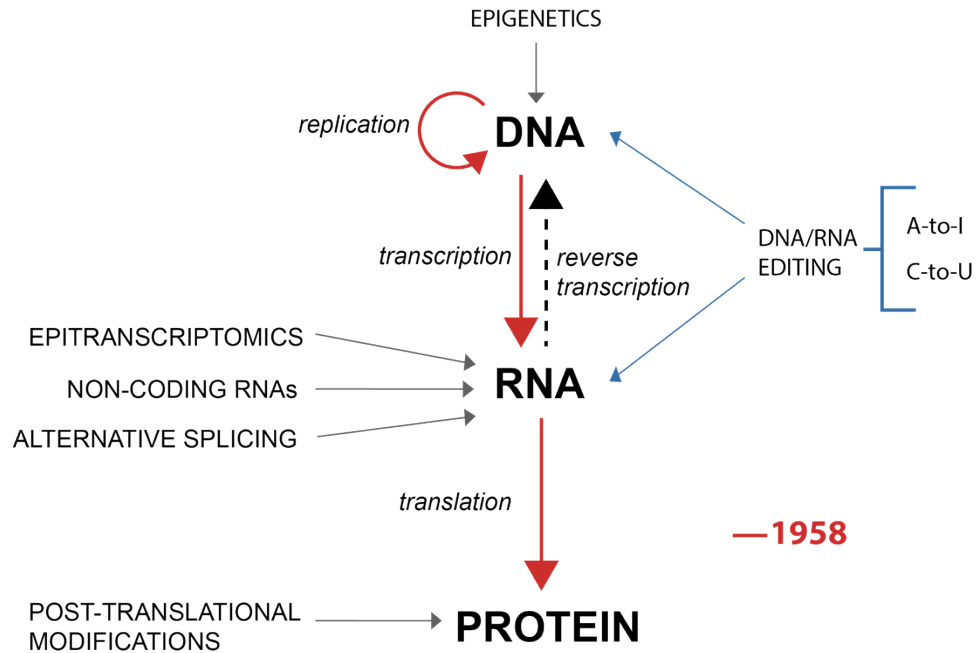 EPIGENETICS
replication
DNA
transcription
reverse
transcription
DNA/RNA
EDITING
A-to-I
C-to-U
EPITRANSCRIPTOMICS
NON-CODING RNAs
ALTERNATIVE SPLICING
RNA
translation
1958
POST-TRANSLATIONAL
MODIFICATIONS
PROTEIN